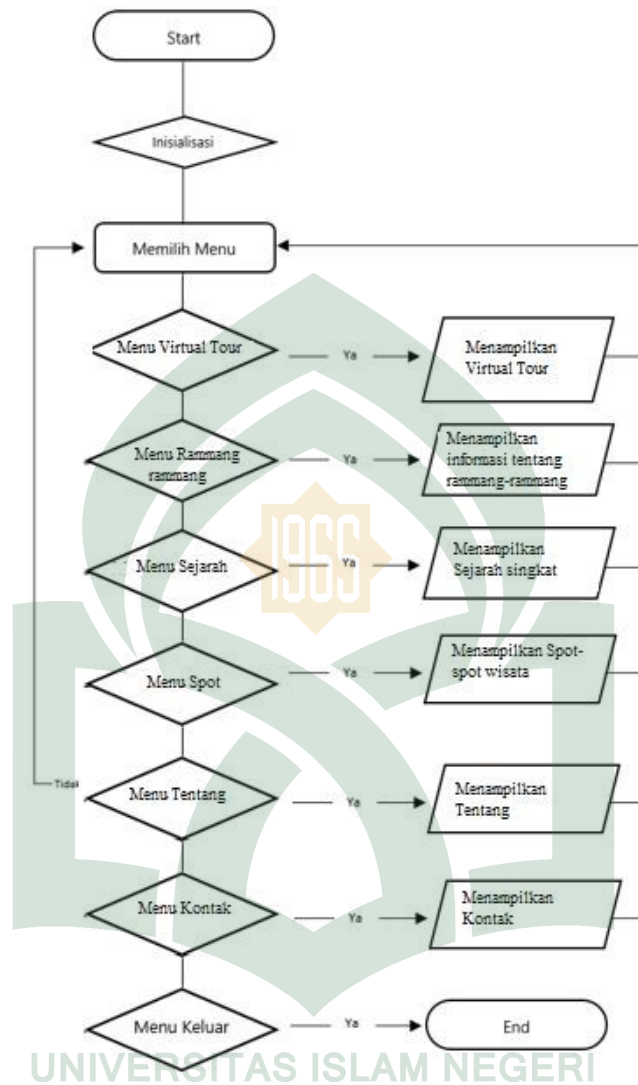 Start
Inisialisasi
Memilih Menu
Menu Virtual Tour
Ya
Menampilkan
Virtual Tour
Menu Rammang
rammang
Ya
Menampilkan
informasi tentang
rammang-rammang
1965
Menu Sejarah
Ya
Menampilkan
Sejarah singkat
Menu Spot
Ya
Menampilkan Spot-
spot wisata
Tidak
Menu Tentang
Ya
Menampilkan
Tentang
Menu Kontak
Ya
Menampilkan
Kontak
Menu Keluar
Ya
End
UNIVERSITAS ISLAM NEGERI